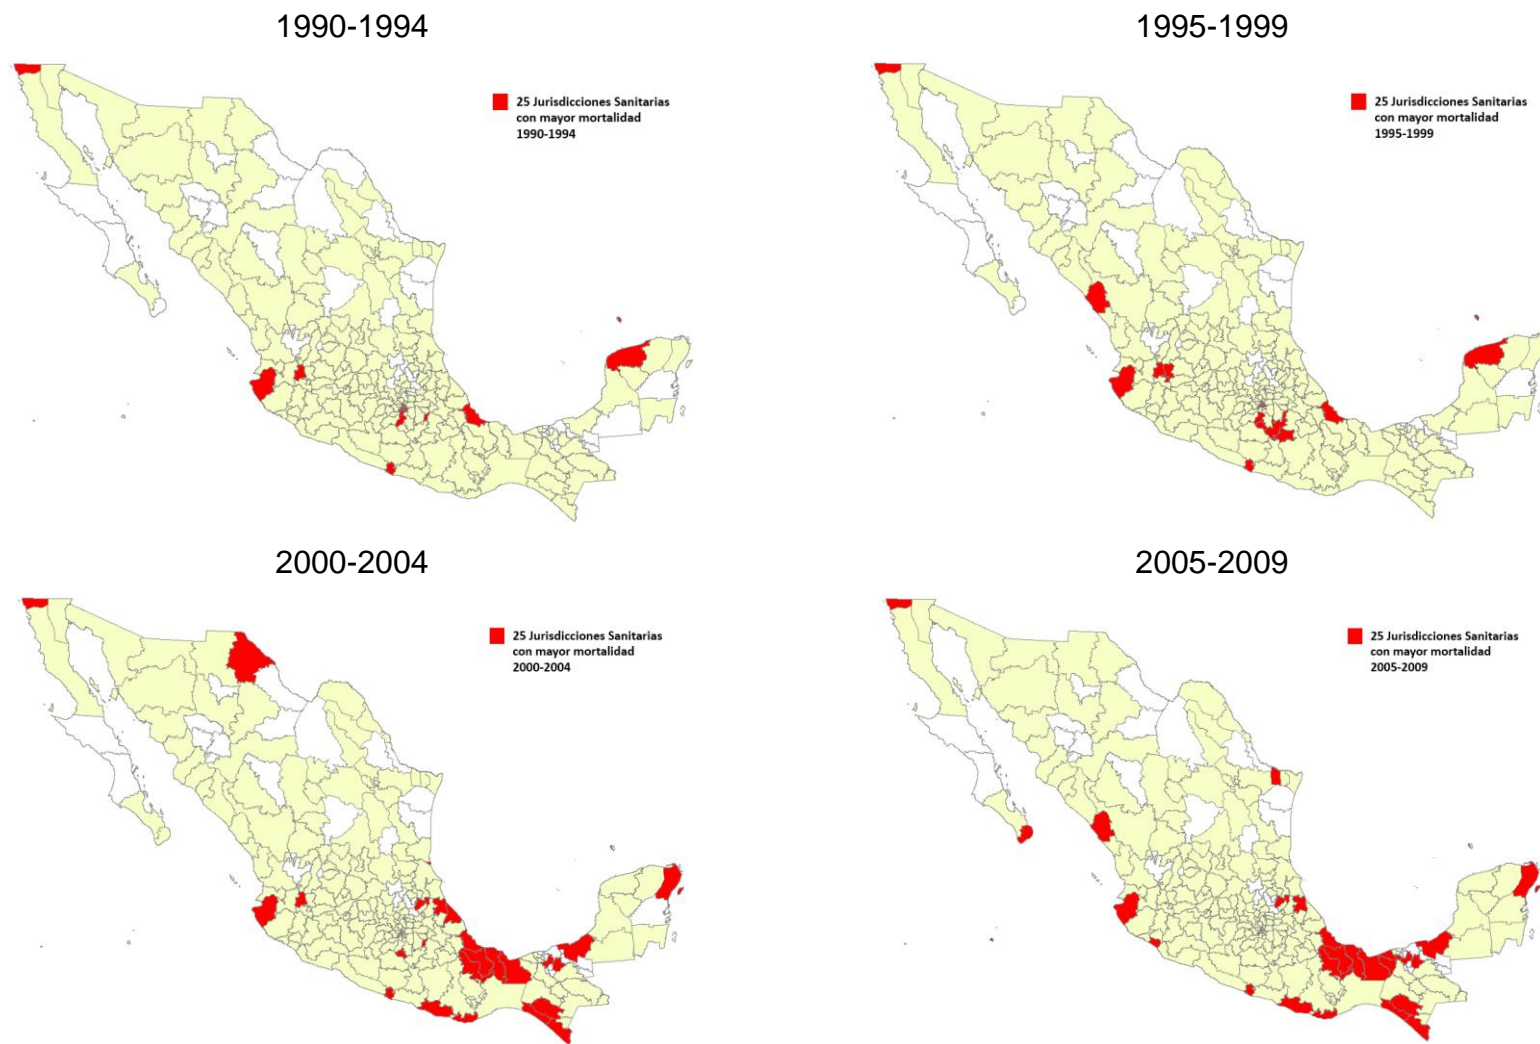 1990-1994
25 Jurisdicciones Sanitarias
con mayor mortalidad
1990-1994
1995-1999
25 Jurisdicciones Sanitarias
con mayor mortalidad
1995-1999
2000-2004
25 Jurisdicciones Sanitarias
con mayor mortalidad
2000-2004
2005-2009
25 Jurisdicciones Sanitarias
con mayor mortalidad
2005-2009